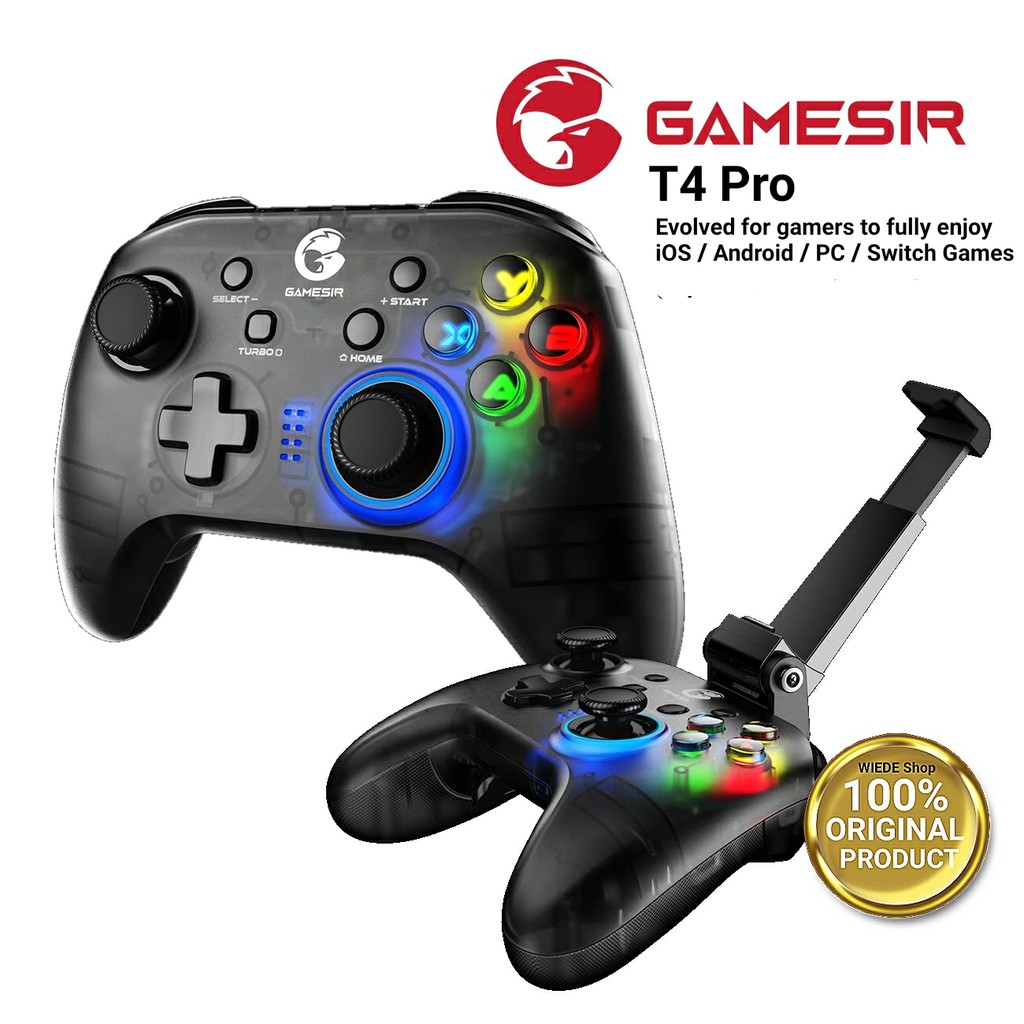 GAMESIR
T4 Pro
Evolved for gamers to fully enjoy
iOS / Android / PC / Switch Games
GAMESIR
SELECT −
+ START
TURBO
⌂ HOME
Y
X
B
A
WIEDE Shop
100%
ORIGINAL
PRODUCT